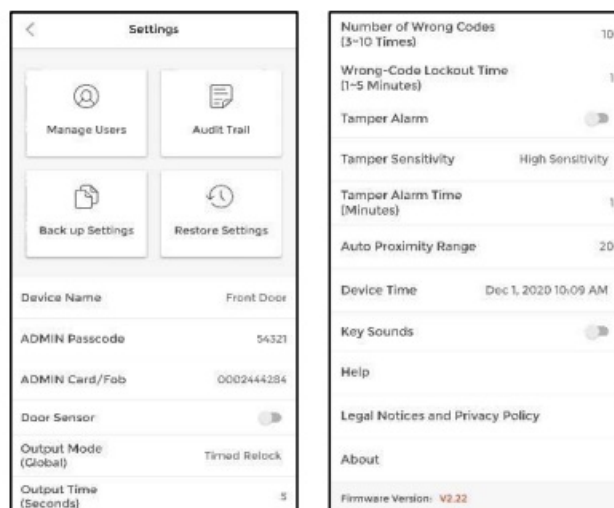 Settings
Manage Users
Audit Trail
Back up Settings
Restore Settings
Device Name Front Door
ADMIN Passcode 54321
ADMIN Card/Fob 0002444284
Door Sensor
Output Mode
(Global) Timed Relock
Output Time
(Seconds) 5
Number of Wrong Codes
(3~10 Times) 10
Wrong-Code Lockout Time
(1~5 Minutes) 1
Tamper Alarm
Tamper Sensitivity High Sensitivity
Tamper Alarm Time
(Minutes) 1
Auto Proximity Range 20
Device Time Dec 1, 2020 10:09 AM
Key Sounds
Help
Legal Notices and Privacy Policy
About
Firmware Version: V2.22